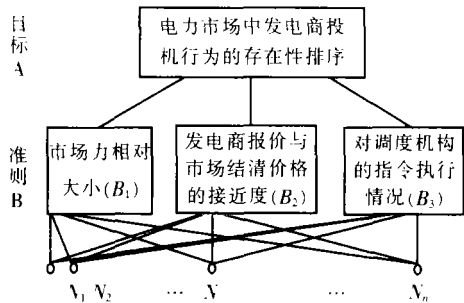 目标 A
电力市场中发电商投
机行为的存在性排序
准则 B
市场力相对
大小(B₁)
发电商报价与
市场结清价格
的接近度(B₂)
对调度机构
的指令执行
情况(B₃)
N₁ N₂ ... N ... Nₙ